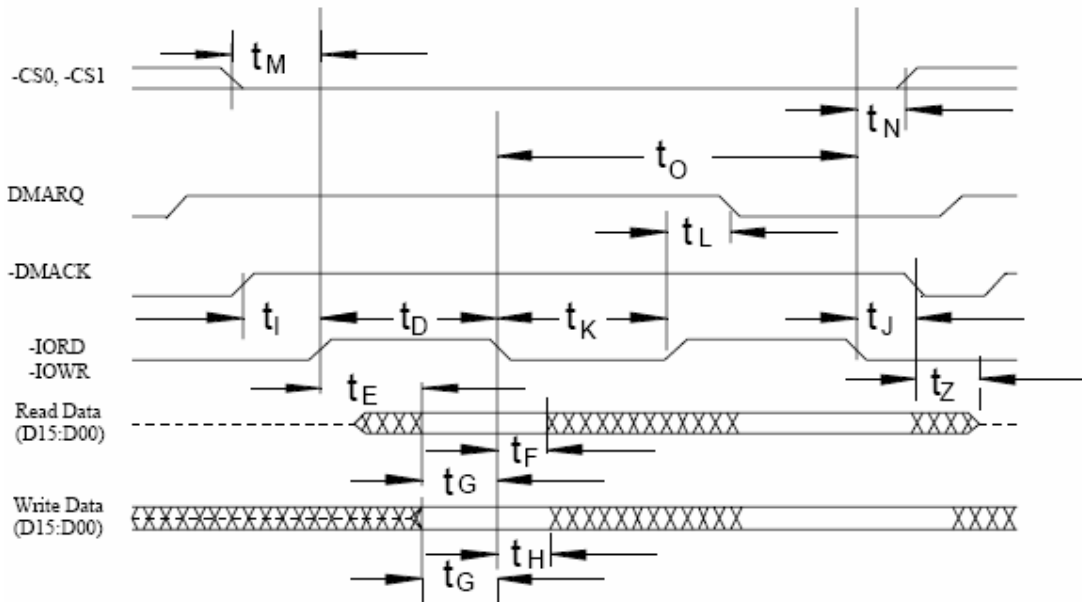 tM
-CS0, -CS1
tN
tO
DMARQ
tL
-DMACK
tI
tD
tK
tJ
-IORD
-IOWR
tE
tZ
Read Data
(D15:D00)
tF
tG
Write Data
(D15:D00)
tH
tG